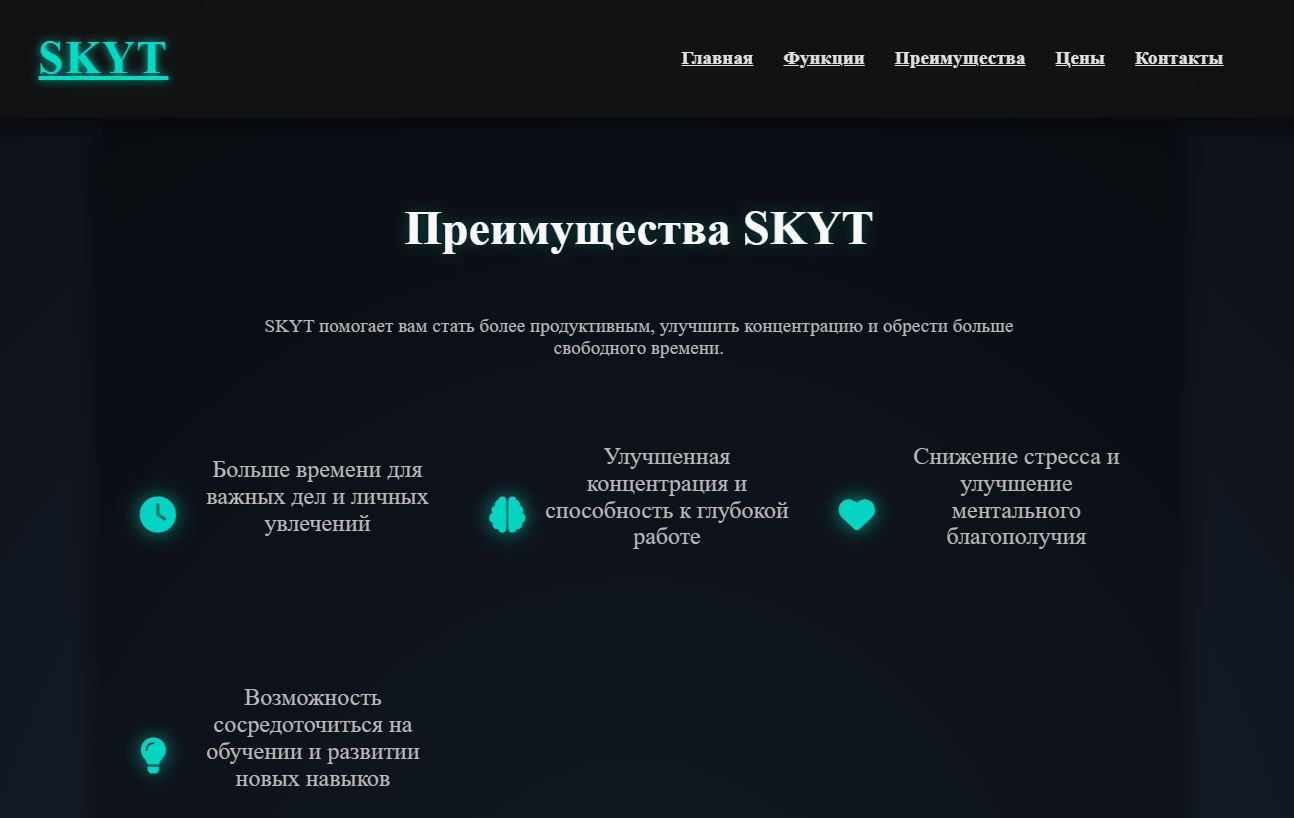 SKYT
Главная Функции Преимущества Цены Контакты
Преимущества SKYT
SKYT помогает вам стать более продуктивным, улучшить концентрацию и обрести больше
свободного времени.
Больше времени для
важных дел и личных
увлечений
Улучшенная
концентрация и
способность к глубокой
работе
Снижение стресса и
улучшение
ментального
благополучия
Возможность
сосредоточиться на
обучении и развитии
новых навыков